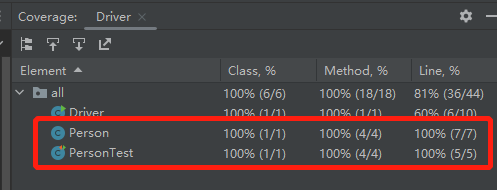 Coverage: Driver
Element Class, % Method, % Line, %
all 100% (6/6) 100% (18/18) 81% (36/44)
Driver 100% (1/1) 100% (1/1) 60% (6/10)
Person 100% (1/1) 100% (4/4) 100% (7/7)
PersonTest 100% (1/1) 100% (4/4) 100% (5/5)